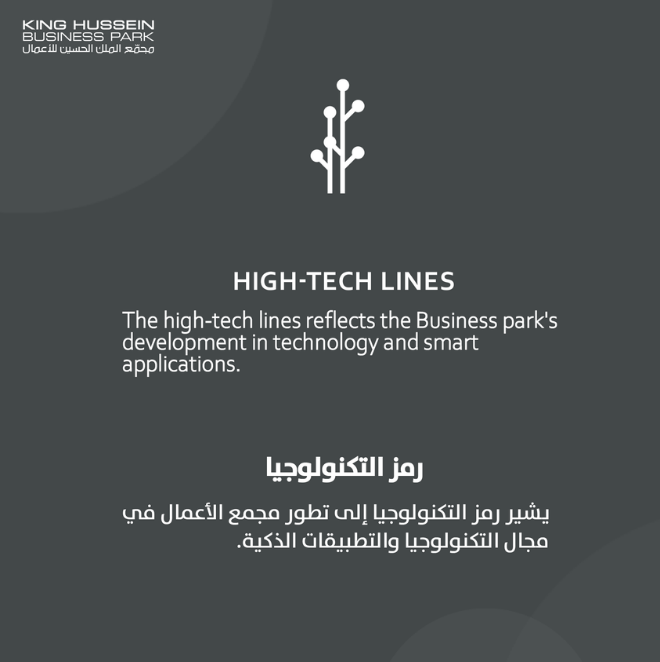 KING HUSSEIN
BUSINESS PARK
مجمّع الملك الحسين للأعمال
HIGH-TECH LINES
The high-tech lines reflects the Business park's
development in technology and smart
applications.
رمز التكنولوجيا
يشير رمز التكنولوجيا إلى تطور مجمع الأعمال في
مجال التكنولوجيا والتطبيقات الذكية.